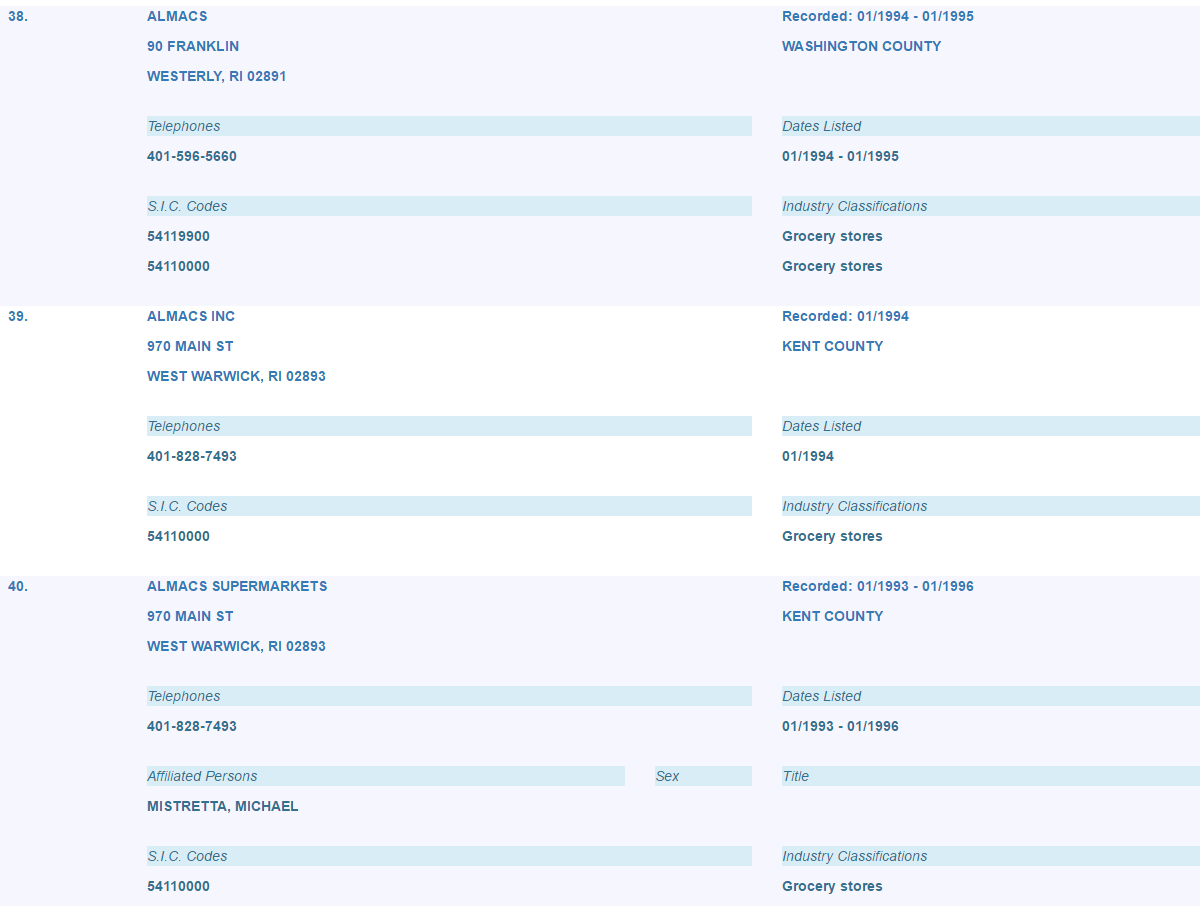 38. ALMACS Recorded: 01/1994 - 01/1995
90 FRANKLIN WASHINGTON COUNTY
WESTERLY, RI 02891
Telephones Dates Listed
401-596-5660 01/1994 - 01/1995
S.I.C. Codes Industry Classifications
54119900 Grocery stores
54110000 Grocery stores
39. ALMACS INC Recorded: 01/1994
970 MAIN ST KENT COUNTY
WEST WARWICK, RI 02893
Telephones Dates Listed
401-828-7493 01/1994
S.I.C. Codes Industry Classifications
54110000 Grocery stores
40. ALMACS SUPERMARKETS Recorded: 01/1993 - 01/1996
970 MAIN ST KENT COUNTY
WEST WARWICK, RI 02893
Telephones Dates Listed
401-828-7493 01/1993 - 01/1996
Affiliated Persons Sex Title
MISTRETTA, MICHAEL
S.I.C. Codes Industry Classifications
54110000 Grocery stores